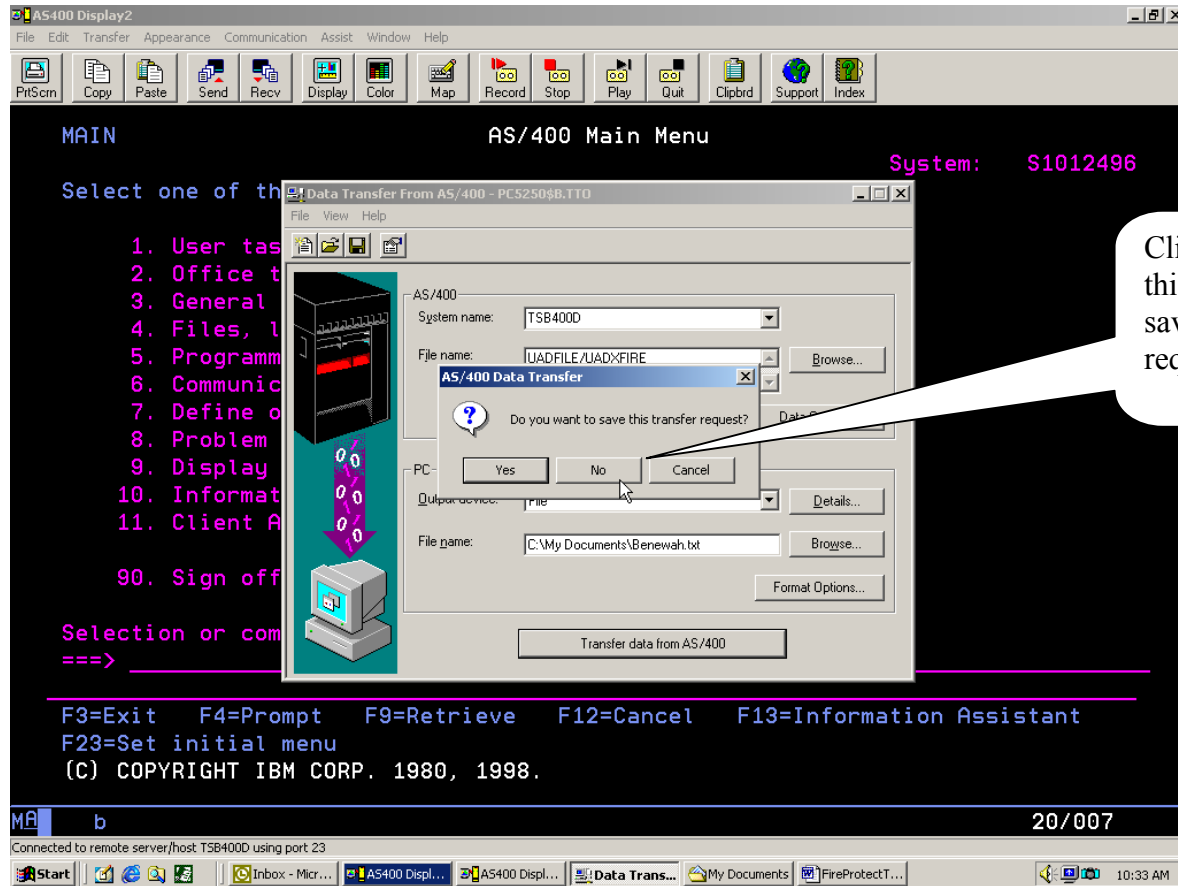 AS400 Display2
File Edit Transfer Appearance Communication Assist Window Help
PrtScrn Copy Paste Send Recv Display Color Map Record Stop Play Quit Clipbrd Support Index
MAIN AS/400 Main Menu
System: S1012496
Select one of th
1. User tas
2. Office t
3. General
4. Files, l
5. Programm
6. Communic
7. Define o
8. Problem
9. Display
10. Informat
11. Client A
90. Sign off
Selection or com
===>
F3=Exit F4=Prompt F9=Retrieve F12=Cancel F13=Information Assistant
F23=Set initial menu
(C) COPYRIGHT IBM CORP. 1980, 1998.
MA b 20/007
Connected to remote server/host TSB400D using port 23
Data Transfer From AS/400 - PC5250$B.TTO
File View Help
AS/400
System name: TSB400D
File name: UADFILE/UADXFIRE Browse...
AS/400 Data Transfer
Do you want to save this transfer request?
Yes No Cancel
PC
Output device: File Details...
File name: C:\My Documents\Benewah.txt Browse...
Format Options...
Transfer data from AS/400
Start Inbox - Micr... AS400 Displ... AS400 Displ... Data Trans... My Documents FireProtectT... 10:33 AM